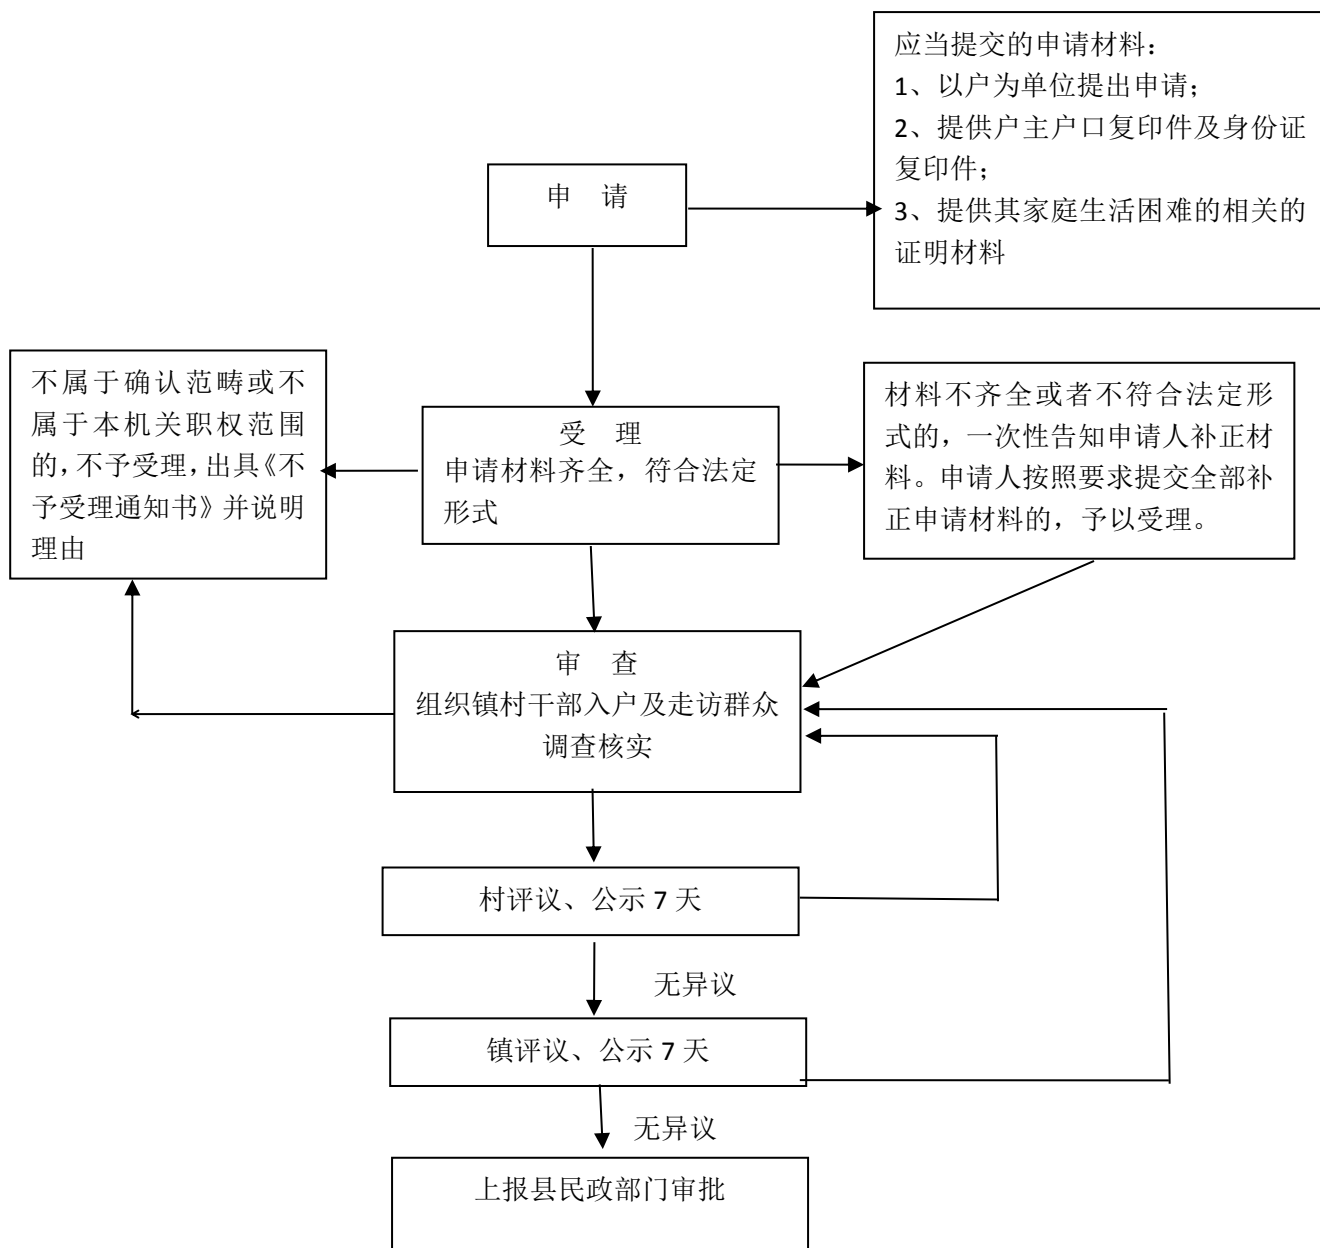 应当提交的申请材料：
1、以户为单位提出申请；
2、提供户主户口复印件及身份证
复印件；
3、提供其家庭生活困难的相关的
证明材料
申 请
不属于确认范畴或不
属于本机关职权范围
的，不予受理，出具《不
予受理通知书》并说明
理由
受 理
申请材料齐全，符合法定
形式
材料不齐全或者不符合法定形
式的，一次性告知申请人补正材
料。申请人按照要求提交全部补
正申请材料的，予以受理。
审 查
组织镇村干部入户及走访群众
调查核实
村评议、公示 7 天
无异议
镇评议、公示 7 天
无异议
上报县民政部门审批